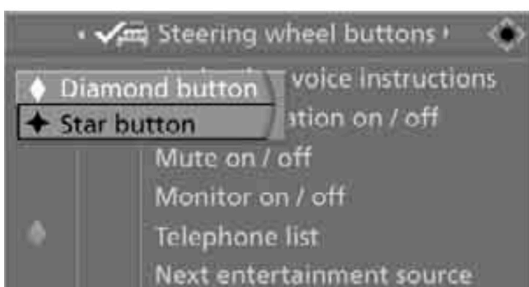 Steering wheel buttons
voice instructions
Diamond button
ation on / off
Star button
Mute on / off
Monitor on / off
Telephone list
Next entertainment source